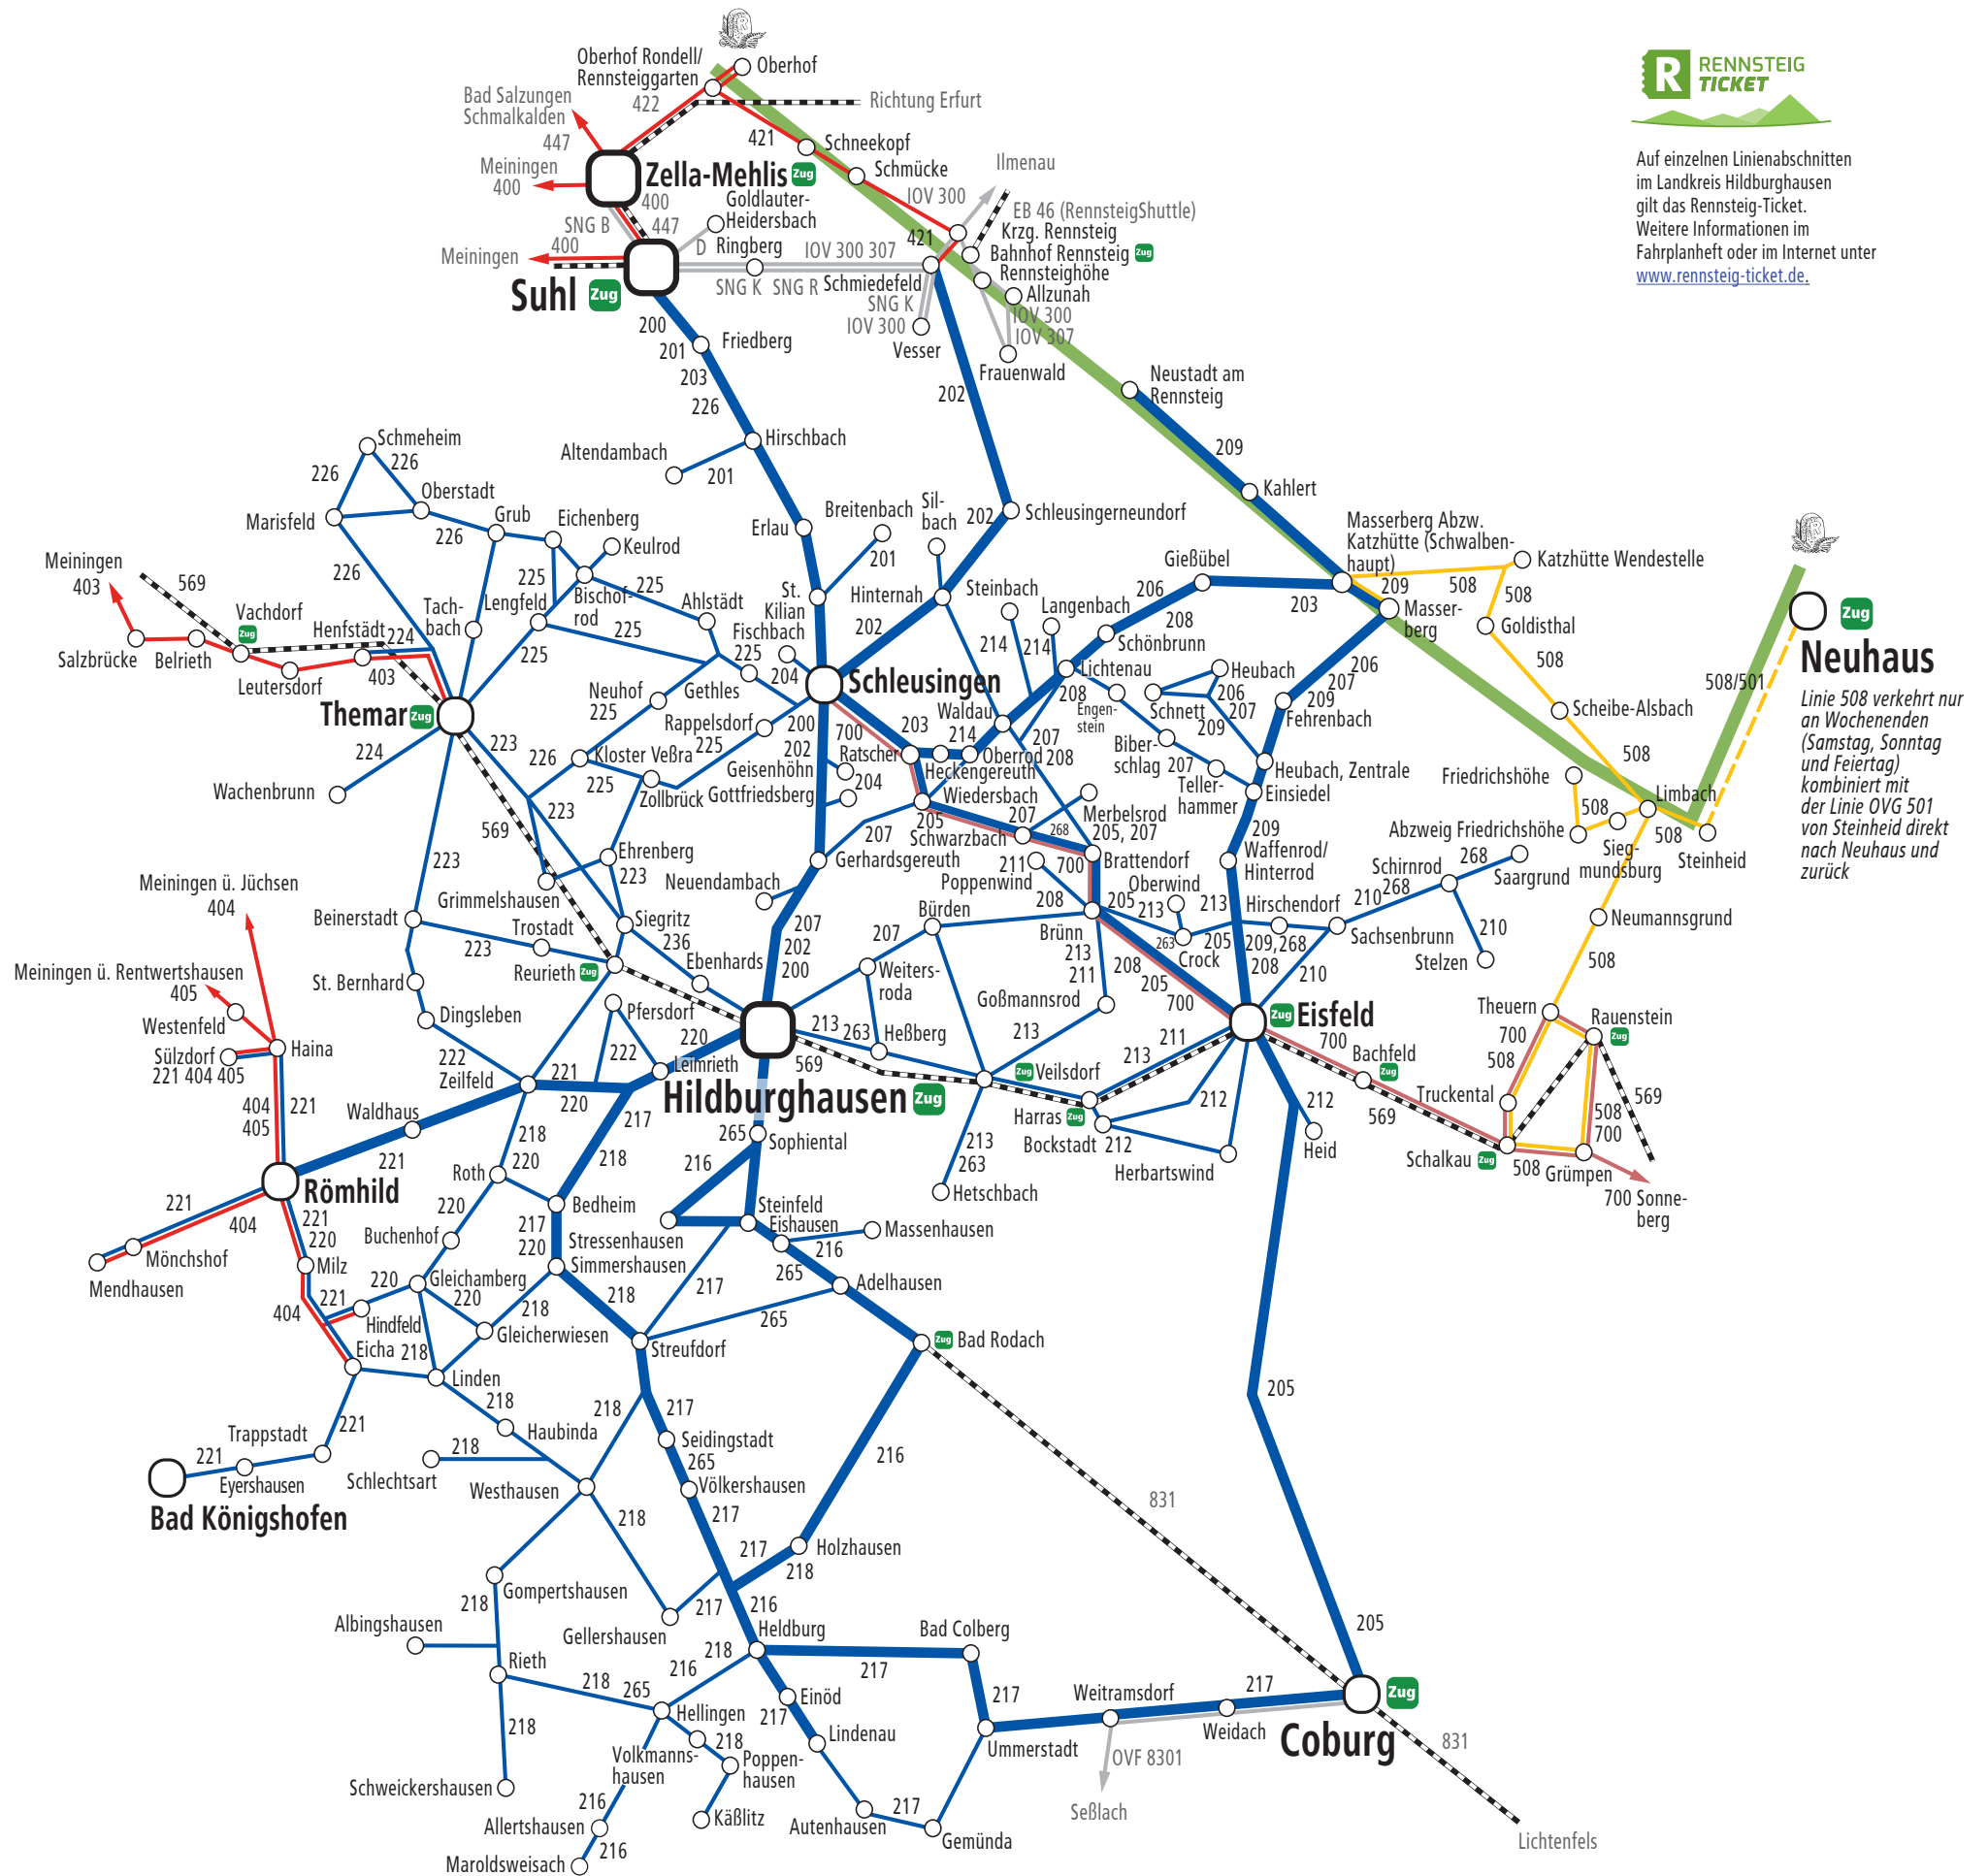 Oberhof Rondell/
Rennsteiggarten
Oberhof
422
Richtung Erfurt
Bad Salzungen
Schmalkalden
447
421
Schneekopf
Schmücke
Meiningen
400
Zella-Mehlis Zug
400
447
Goldlauter-
Heidersbach
SNG B
D
Ringberg
IOV 300
Ilmenau
EB 46 (RennsteigShuttle)
Krzg. Rennsteig
421
Bahnhof Rennsteig Zug
Rennsteighöhe
Allzunah
Meiningen
400
IOV 300 307
Suhl Zug
SNG K SNG R
Schmiedefeld
SNG K
IOV 300
Vesser
IOV 300
IOV 307
Frauenwald
RENNSTEIG
TICKET
Auf einzelnen Linienabschnitten
im Landkreis Hildburghausen
gilt das Rennsteig-Ticket.
Weitere Informationen im
Fahrplanheft oder im Internet unter
www.rennsteig-ticket.de.
200
201
Friedberg
203
226
202
Neustadt am
Rennsteig
209
Kahlert
Hirschbach
Altendambach
201
Schmeheim
226
226
Oberstadt
Marisfeld
226
Grub
Eichenberg
Keulrod
226
Erlau
Breitenbach
201
Sil-
bach
202
Schleusingerneundorf
Masserberg Abzw.
Katzhütte (Schwalben-
haupt)
Katzhütte Wendestelle
508
508
209
Masser-
berg
Goldisthal
508
Scheibe-Alsbach
Gießübel
206
208
203
Meiningen
403
569
Vachdorf
Zug
Henfstädt
224
Salzbrücke
Belrieth
Leutersdorf
403
Tach-
bach
Lengfeld
225
Bischof-
rod
225
Ahlstädt
225
225
St.
Kilian
Fischbach
225
204
Hinternah
202
Steinbach
214
Langenbach
214
Schönbrunn
Lichtenau
208
Heubach
206
207
Schnett
209
206
207
209
Fehrenbach
Engen-
stein
Themar Zug
Neuhof
225
Gethles
Rappelsdorf
225
Schleusingen
200
700
202
203
214
Waldau
207
208
Ratscher
Oberrod
Heckengereuth
Wiedersbach
Geisenhöhn
204
Gottfriedsberg
Biber-
schlag
207
Teller-
hammer
Heubach, Zentrale
Einsiedel
Neuhaus
Zug
508/501
Linie 508 verkehrt nur
an Wochenenden
(Samstag, Sonntag
und Feiertag)
kombiniert mit
der Linie OVG 501
von Steinheid direkt
nach Neuhaus und
zurück
508
Friedrichshöhe
Limbach
508
508
Abzweig Friedrichshöhe
Sieg-
mundsburg
Steinheid
Neumannsgrund
508
224
Wachenbrunn
223
226
Kloster Veßra
225
Zollbrück
223
569
223
207
205
Schwarzbach
207
268
Merbelsrod
205, 207
Brattendorf
700
211
Poppenwind
208
205
Oberwind
213
213
209
Waffenrod/
Hinterrod
Schirnrod
268
Saargrund
210
268
210
Stelzen
Hirschendorf
Sachsenbrunn
210
209,268
208
205
Crock
263
Gerhardsgereuth
Neuendambach
Ehrenberg
223
Grimmelshausen
Siegritz
236
Beinerstadt
223
Trostadt
Reurieth Zug
Ebenhards
207
202
200
207
Bürden
Brünn
213
211
208
205
700
Weiters-
roda
Goßmannsrod
213
Meiningen ü. Jüchsen
404
Meiningen ü. Rentwertshausen
405
Westenfeld
Sülzdorf
221 404 405
Haina
404
405
221
St. Bernhard
Dingsleben
222
Zeilfeld
221
220
Pfersdorf
222
220
Leimrieth
Hildburghausen Zug
213
263
Heßberg
569
Zug Veilsdorf
213
211
Harras
Zug
Bockstadt
212
212
Herbartswind
213
263
Hetschbach
Zug Eisfeld
700
Bachfeld
Zug
569
212
Heid
Theuern
700
508
Rauenstein
Zug
Truckental
508
700
569
Schalkau Zug
508
Grümpen
700 Sonne-
berg
Waldhaus
221
Römhild
221
404
Mönchshof
Mendhausen
221
220
Milz
404
221
Hindfeld
Eicha
218
220
Gleichamberg
220
Gleicherwiesen
218
Linden
218
Roth
218
220
220
Buchenhof
217
218
Bedheim
217
220
Stressenhausen
Simmershausen
218
265
Sophiental
216
Steinfeld
Eishausen
216
Massenhausen
265
Adelhausen
217
265
Streufdorf
Zug Bad Rodach
Trappstadt
221
221
Eyershausen
Bad Königshofen
Haubinda
218
Schlechtsart
Westhausen
218
217
Seidingstadt
265
Völkershausen
217
218
216
831
205
217
Holzhausen
218
Gompertshausen
218
Albingshausen
Gellershausen
217
216
Heldburg
218
216
Bad Colberg
217
217
Rieth
218
265
Hellingen
218
218
Schweickershausen
Volkmanns-
hausen
Poppen-
hausen
Käßlitz
216
Allertshausen
216
Maroldsweisach
Einöd
217
Lindenau
Autenhausen
217
Gemünda
Ummerstadt
Weitramsdorf
217
Weidach
OVF 8301
Seßlach
205
Zug
Coburg
831
Lichtenfels